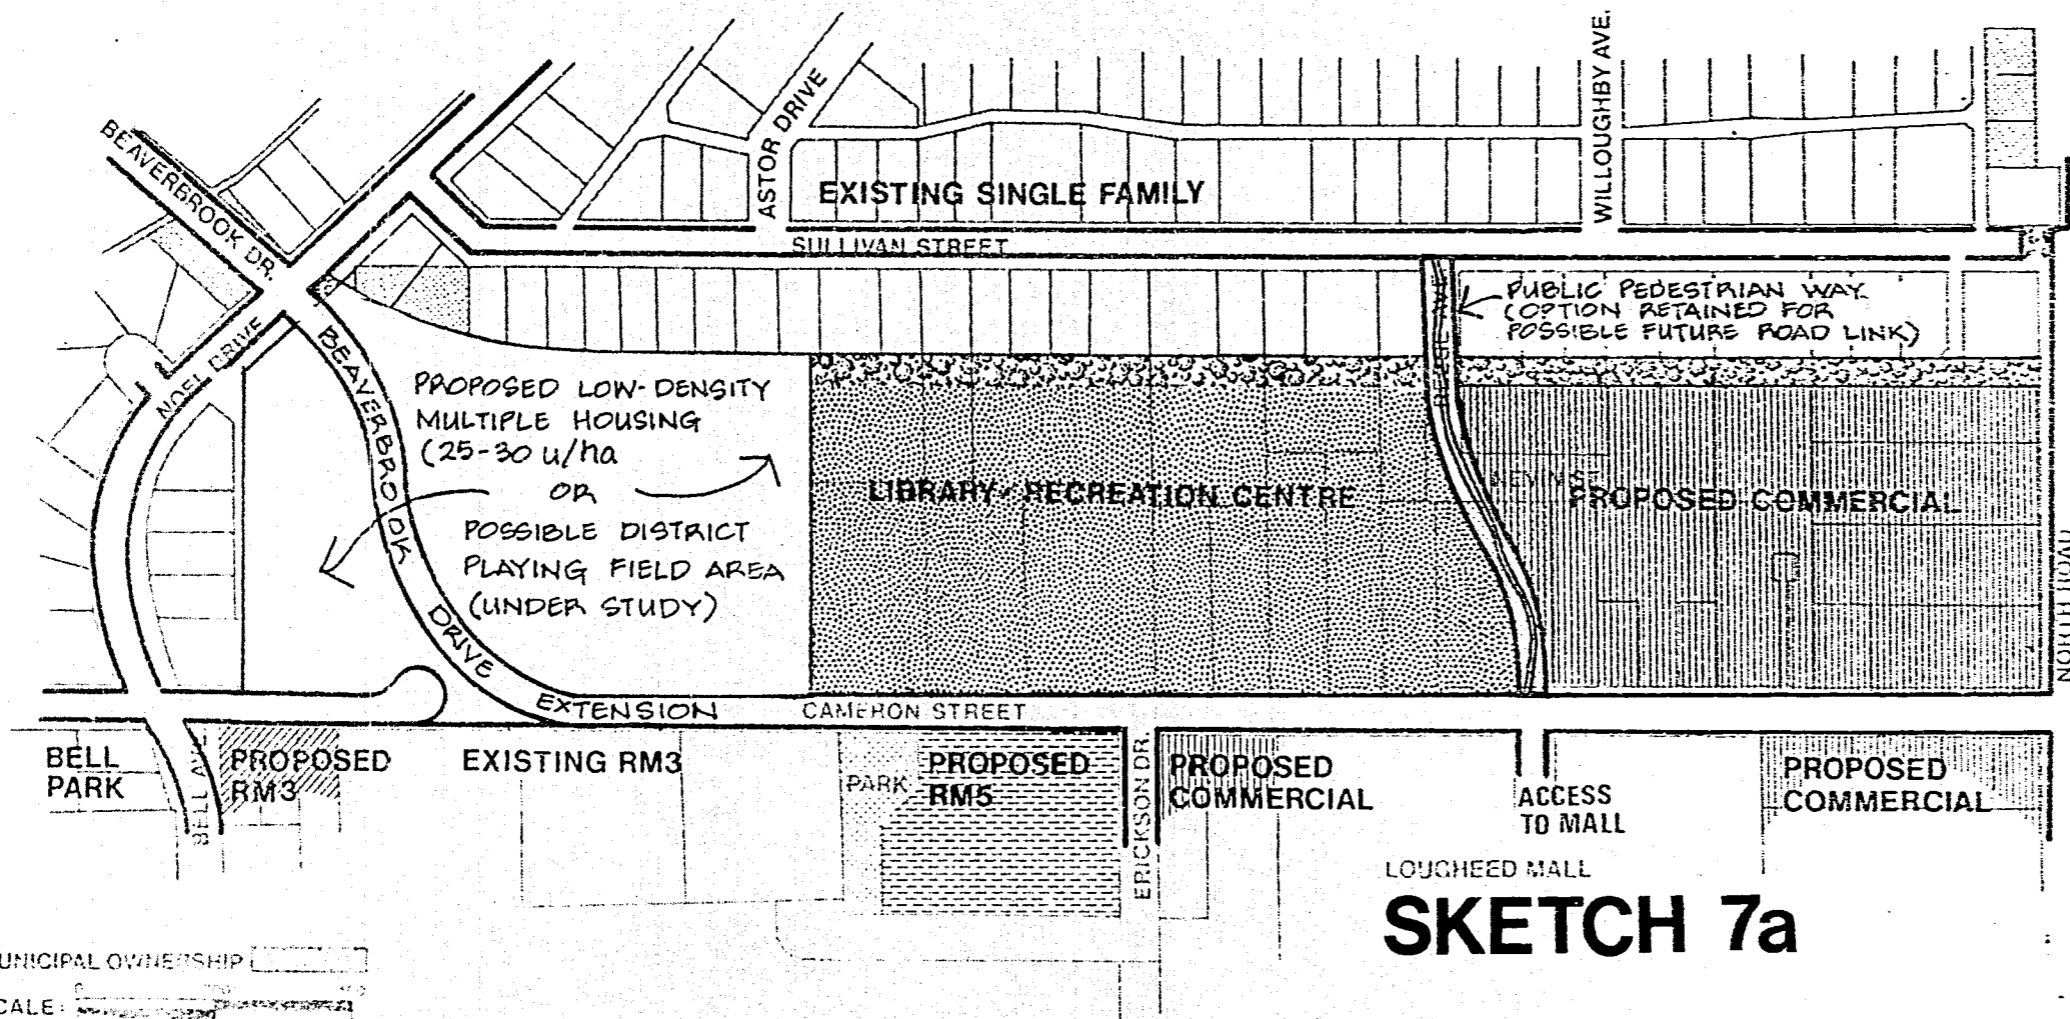 WILLOUGHBY AVE.
ASTOR DRIVE
BEAVERBROOK DR.
EXISTING SINGLE FAMILY
SULLIVAN STREET
PUBLIC PEDESTRIAN WAY
(OPTION RETAINED FOR
POSSIBLE FUTURE ROAD LINK)
NOEL DRIVE
BEAVERBROOK
DRIVE
EXTENSION
PROPOSED LOW-DENSITY
MULTIPLE HOUSING
(25-30 u/ha
OR
POSSIBLE DISTRICT
PLAYING FIELD AREA
(UNDER STUDY)
LIBRARY-RECREATION CENTRE
PROPOSED COMMERCIAL
NORTH ROAD
CAMERON STREET
BELL
PARK
BELL AVE
PROPOSED
RM3
EXISTING RM3
PARK
PROPOSED
RM5
ERICKSON DR.
PROPOSED
COMMERCIAL
ACCESS
TO MALL
PROPOSED
COMMERCIAL
LOUGHEED MALL
SKETCH 7a
UNICIPAL OWNERSHIP
CALE: